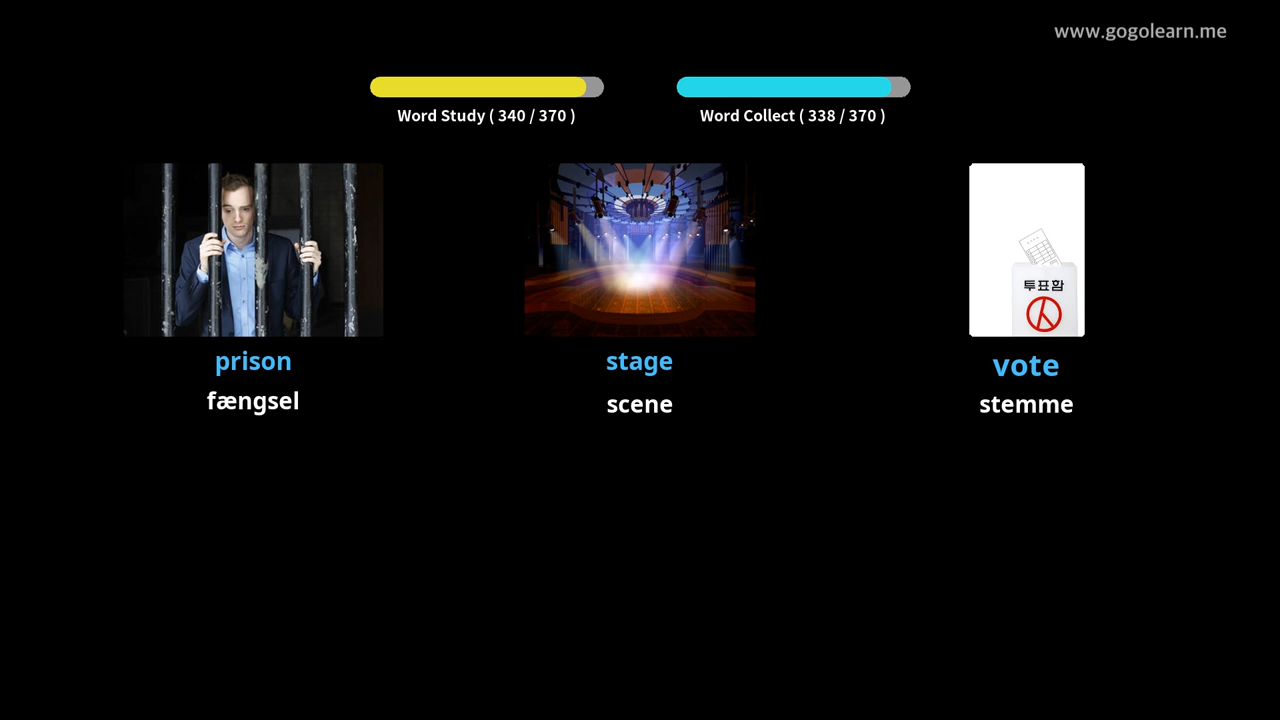 www.gogolearn.me
Word Study ( 340 / 370 )
Word Collect ( 338 / 370 )
투표함
prison
stage
vote
fængsel
scene
stemme